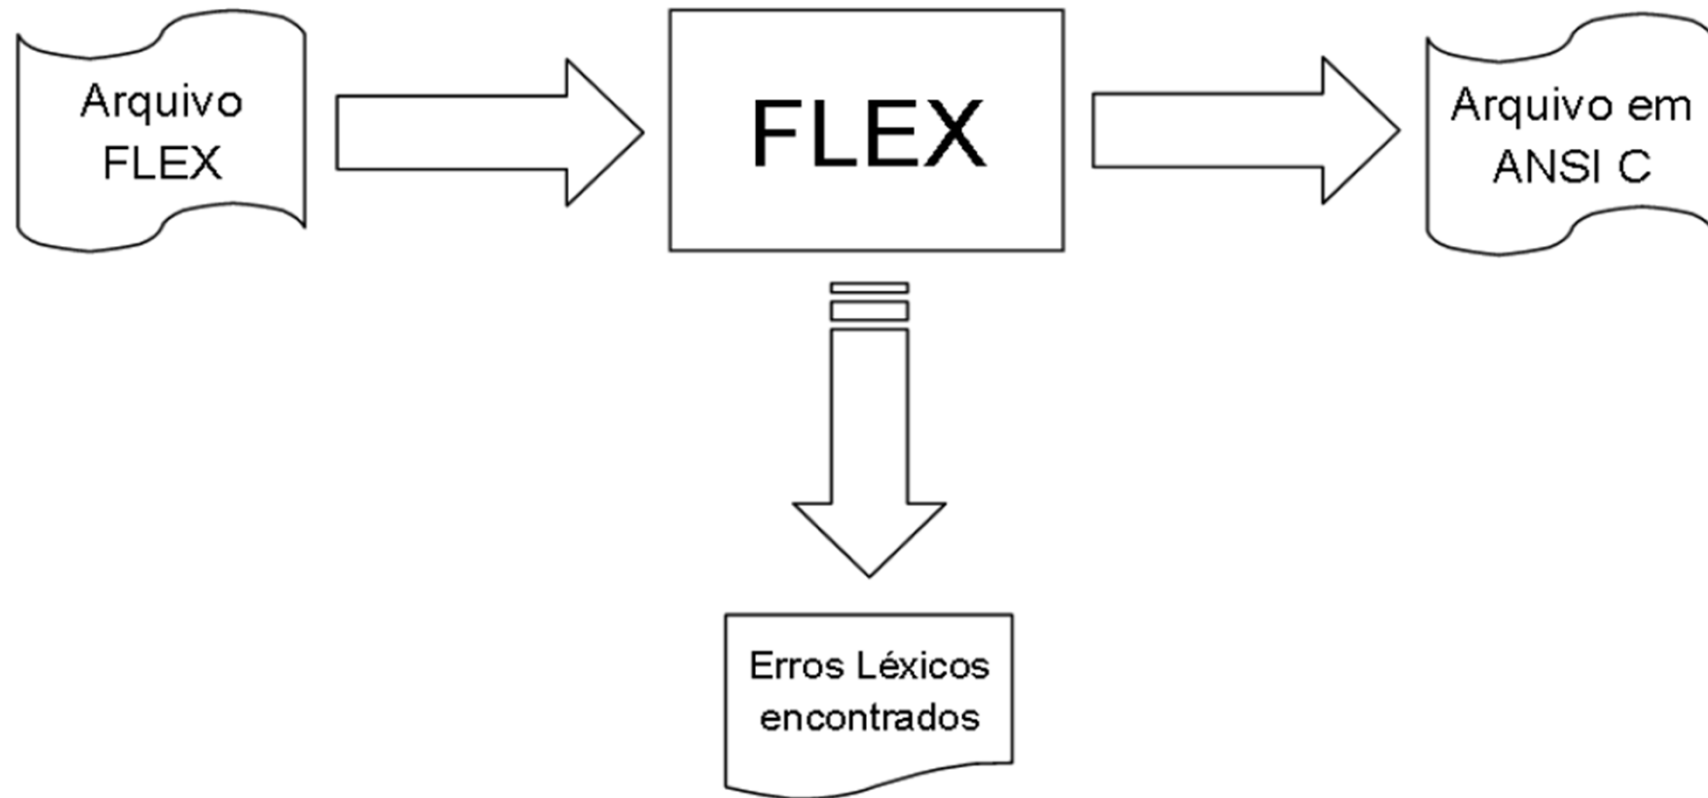 Arquivo
FLEX
FLEX
Arquivo em
ANSI C
Erros Léxicos
encontrados